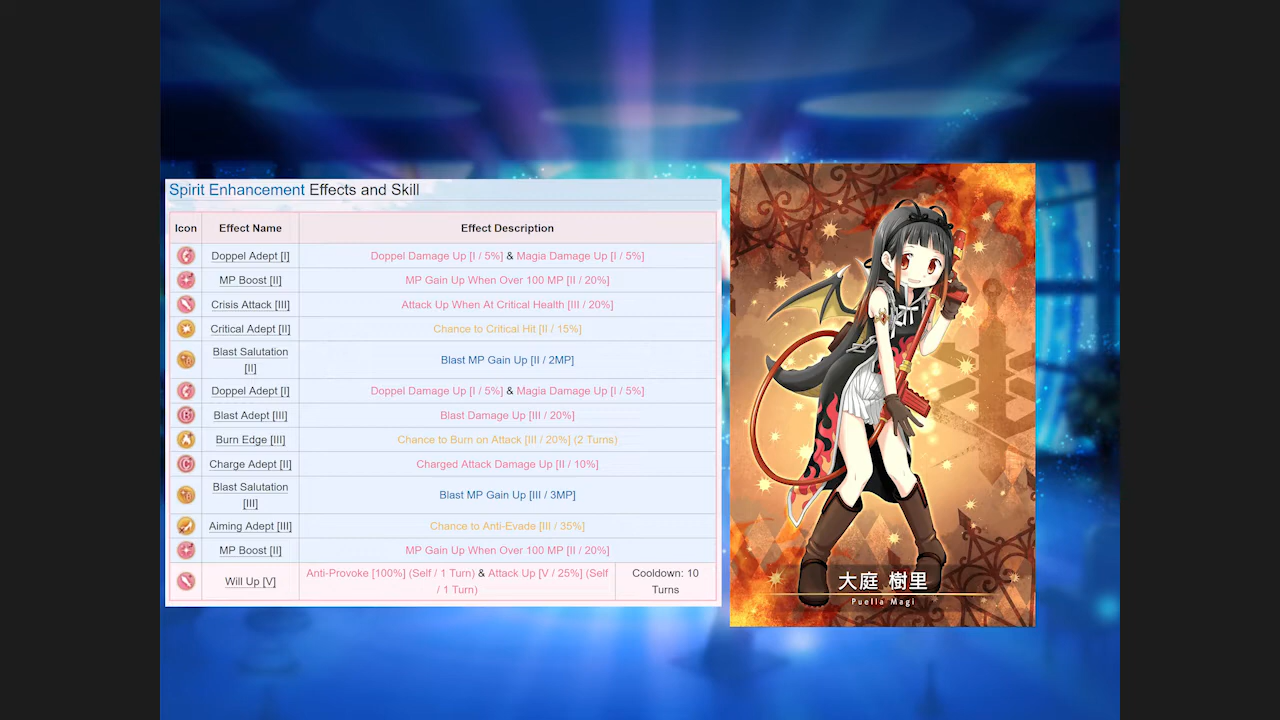 Spirit Enhancement Effects and Skill
Icon Effect Name Effect Description
Doppel Adept [I] Doppel Damage Up [I / 5%] & Magia Damage Up [I / 5%]
MP Boost [II] MP Gain Up When Over 100 MP [II / 20%]
Crisis Attack [III] Attack Up When At Critical Health [III / 20%]
Critical Adept [II] Chance to Critical Hit [II / 15%]
Blast Salutation
[II]
Blast MP Gain Up [II / 2MP]
Doppel Adept [I] Doppel Damage Up [I / 5%] & Magia Damage Up [I / 5%]
Blast Adept [III] Blast Damage Up [III / 20%]
Burn Edge [III] Chance to Burn on Attack [III / 20%] (2 Turns)
Charge Adept [II] Charged Attack Damage Up [II / 10%]
Blast Salutation
[III]
Blast MP Gain Up [III / 3MP]
Aiming Adept [III] Chance to Anti-Evade [III / 35%]
MP Boost [II] MP Gain Up When Over 100 MP [II / 20%]
Will Up [V]
Anti-Provoke [100%] (Self / 1 Turn) & Attack Up [V / 25%] (Self
/ 1 Turn)
Cooldown: 10
Turns
大庭 樹里
Puella Magi